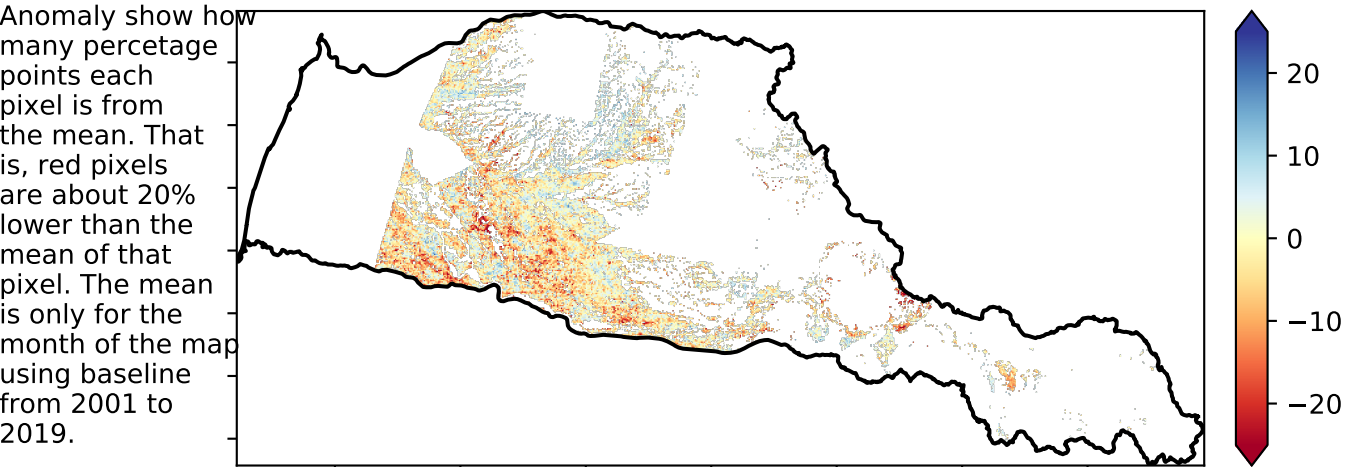 Anomaly show how
many percetage
points each
pixel is from
the mean. That
is, red pixels
are about 20%
lower than the
mean of that
pixel. The mean
is only for the
month of the map
using baseline
from 2001 to
2019.
20
10
0
−10
−20